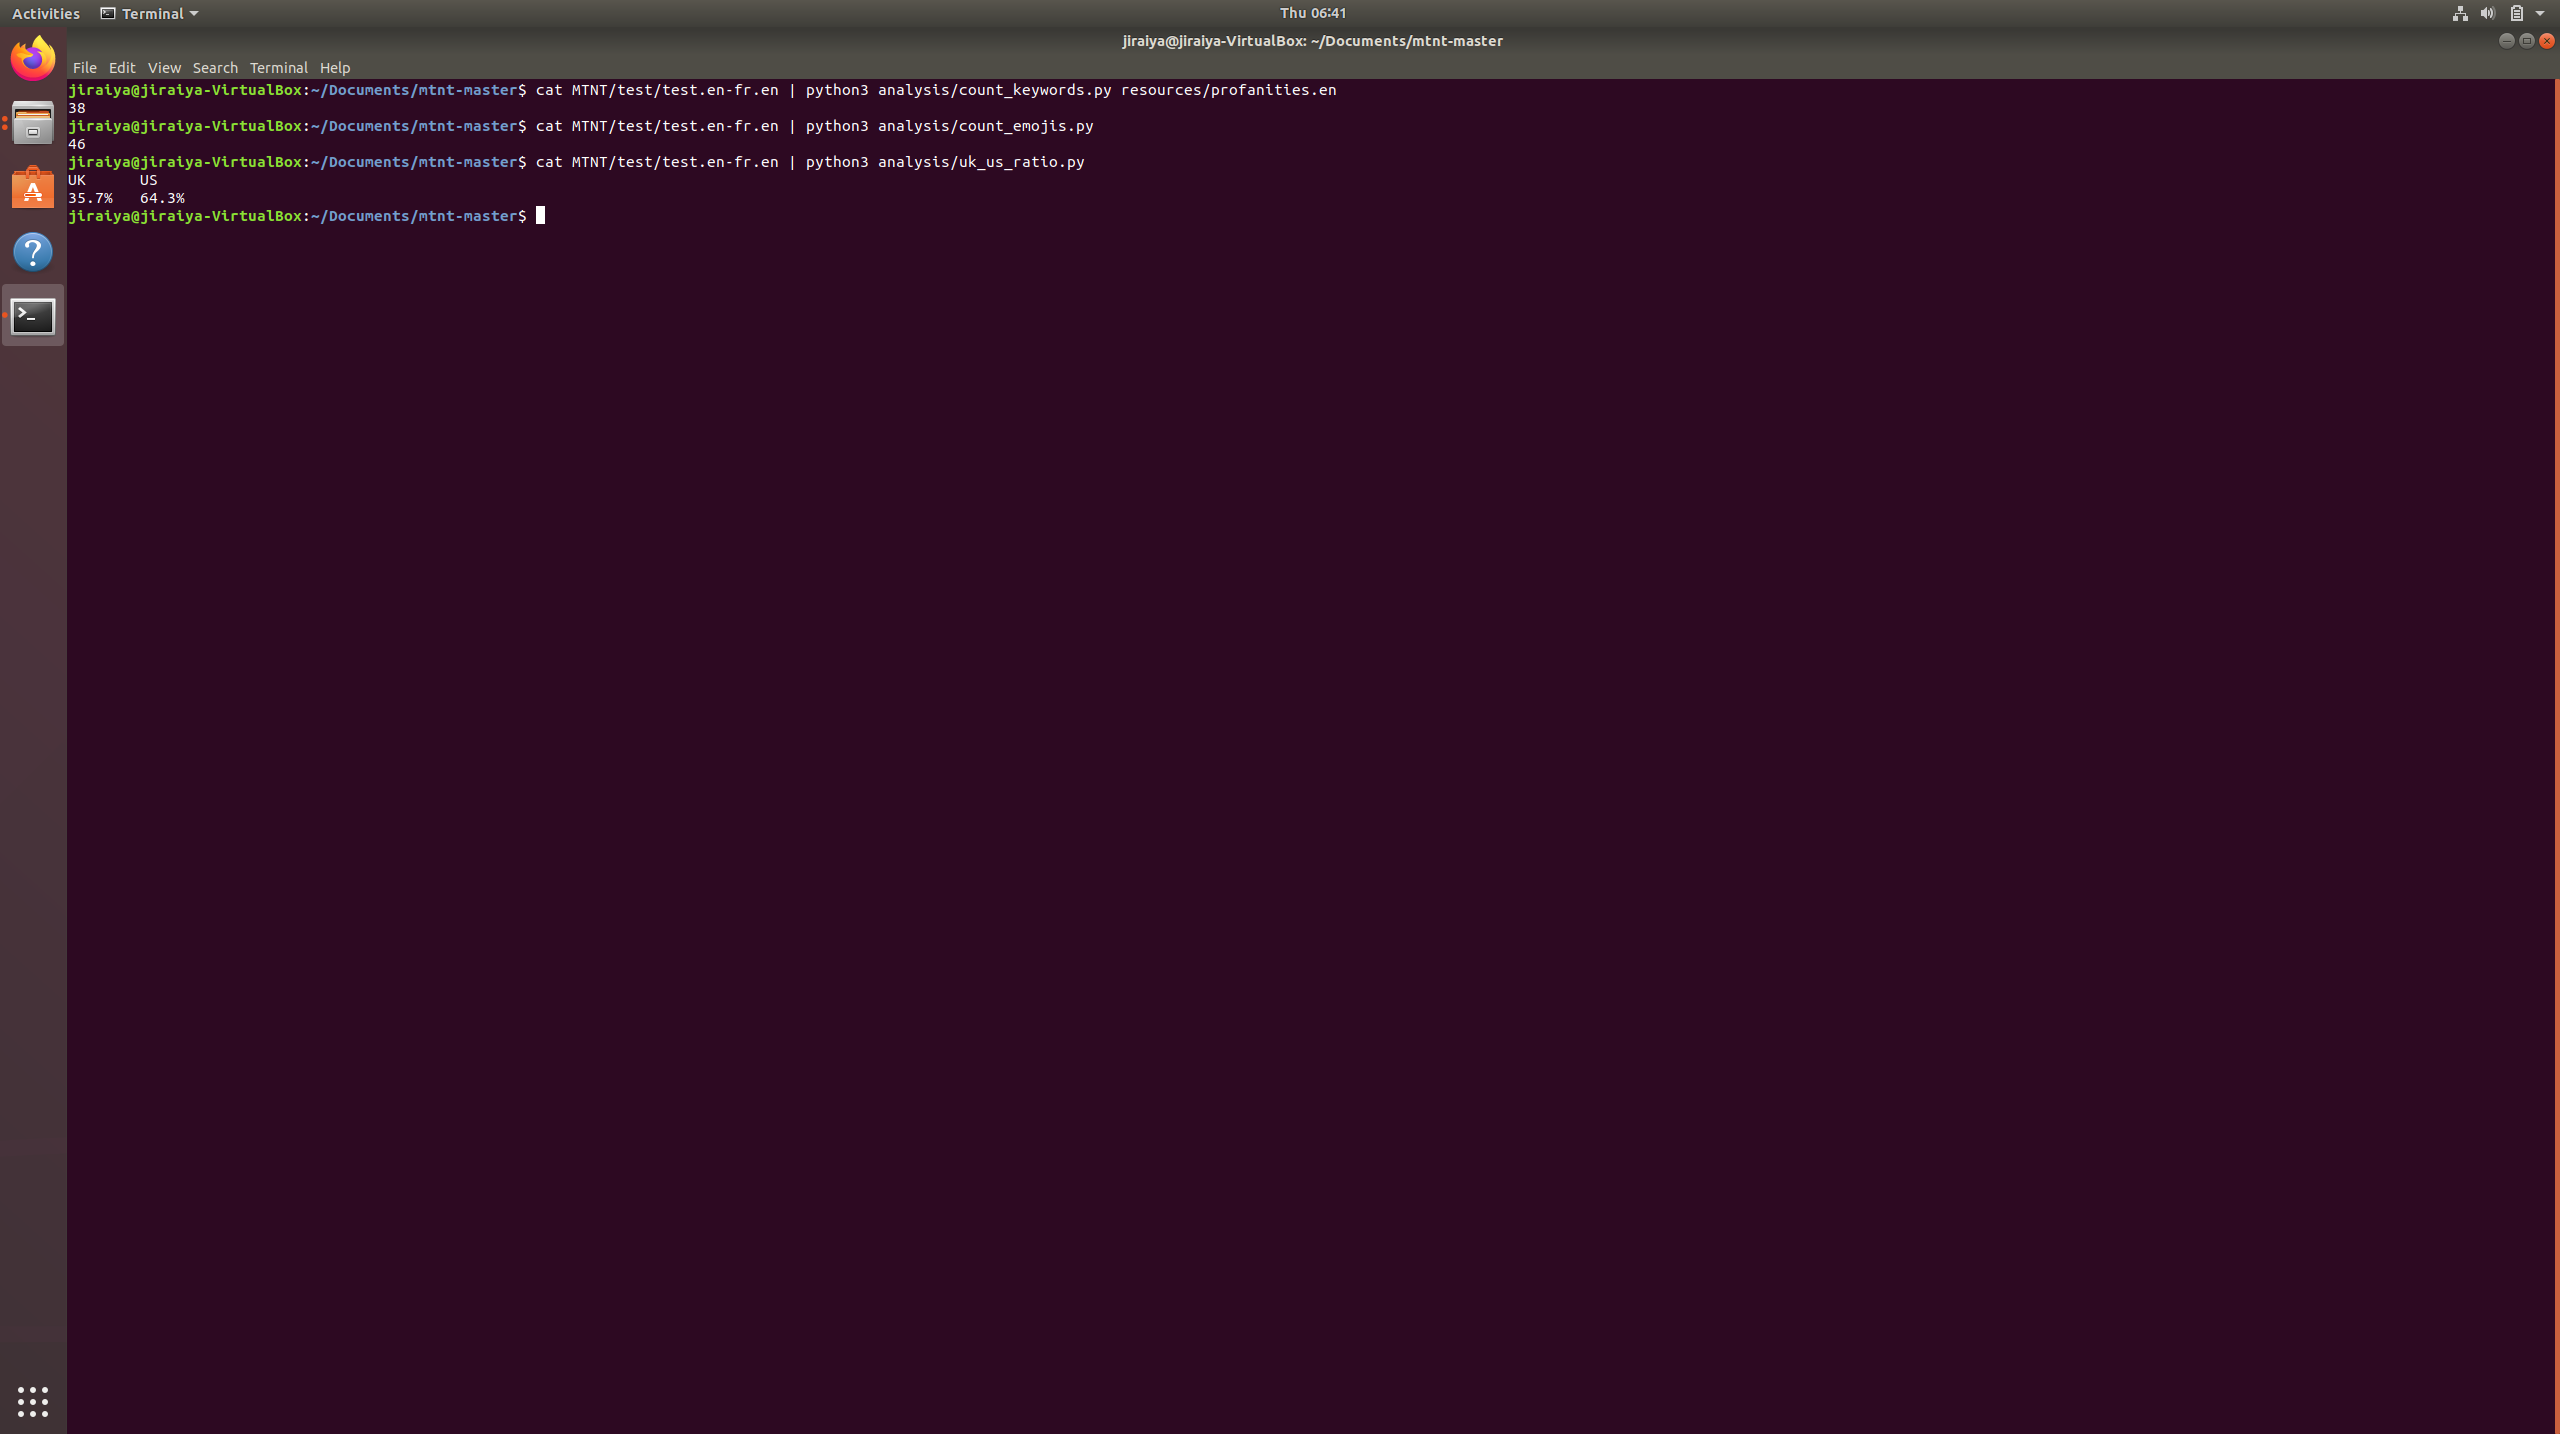 Activities Terminal Thu 06:41
jiraiya@jiraiya-VirtualBox: ~/Documents/mtnt-master
File Edit View Search Terminal Help
jiraiya@jiraiya-VirtualBox:~/Documents/mtnt-master$ cat MTNT/test/test.en-fr.en | python3 analysis/count_keywords.py resources/profanities.en
38
jiraiya@jiraiya-VirtualBox:~/Documents/mtnt-master$ cat MTNT/test/test.en-fr.en | python3 analysis/count_emojis.py
46
jiraiya@jiraiya-VirtualBox:~/Documents/mtnt-master$ cat MTNT/test/test.en-fr.en | python3 analysis/uk_us_ratio.py
UK US
35.7% 64.3%
jiraiya@jiraiya-VirtualBox:~/Documents/mtnt-master$